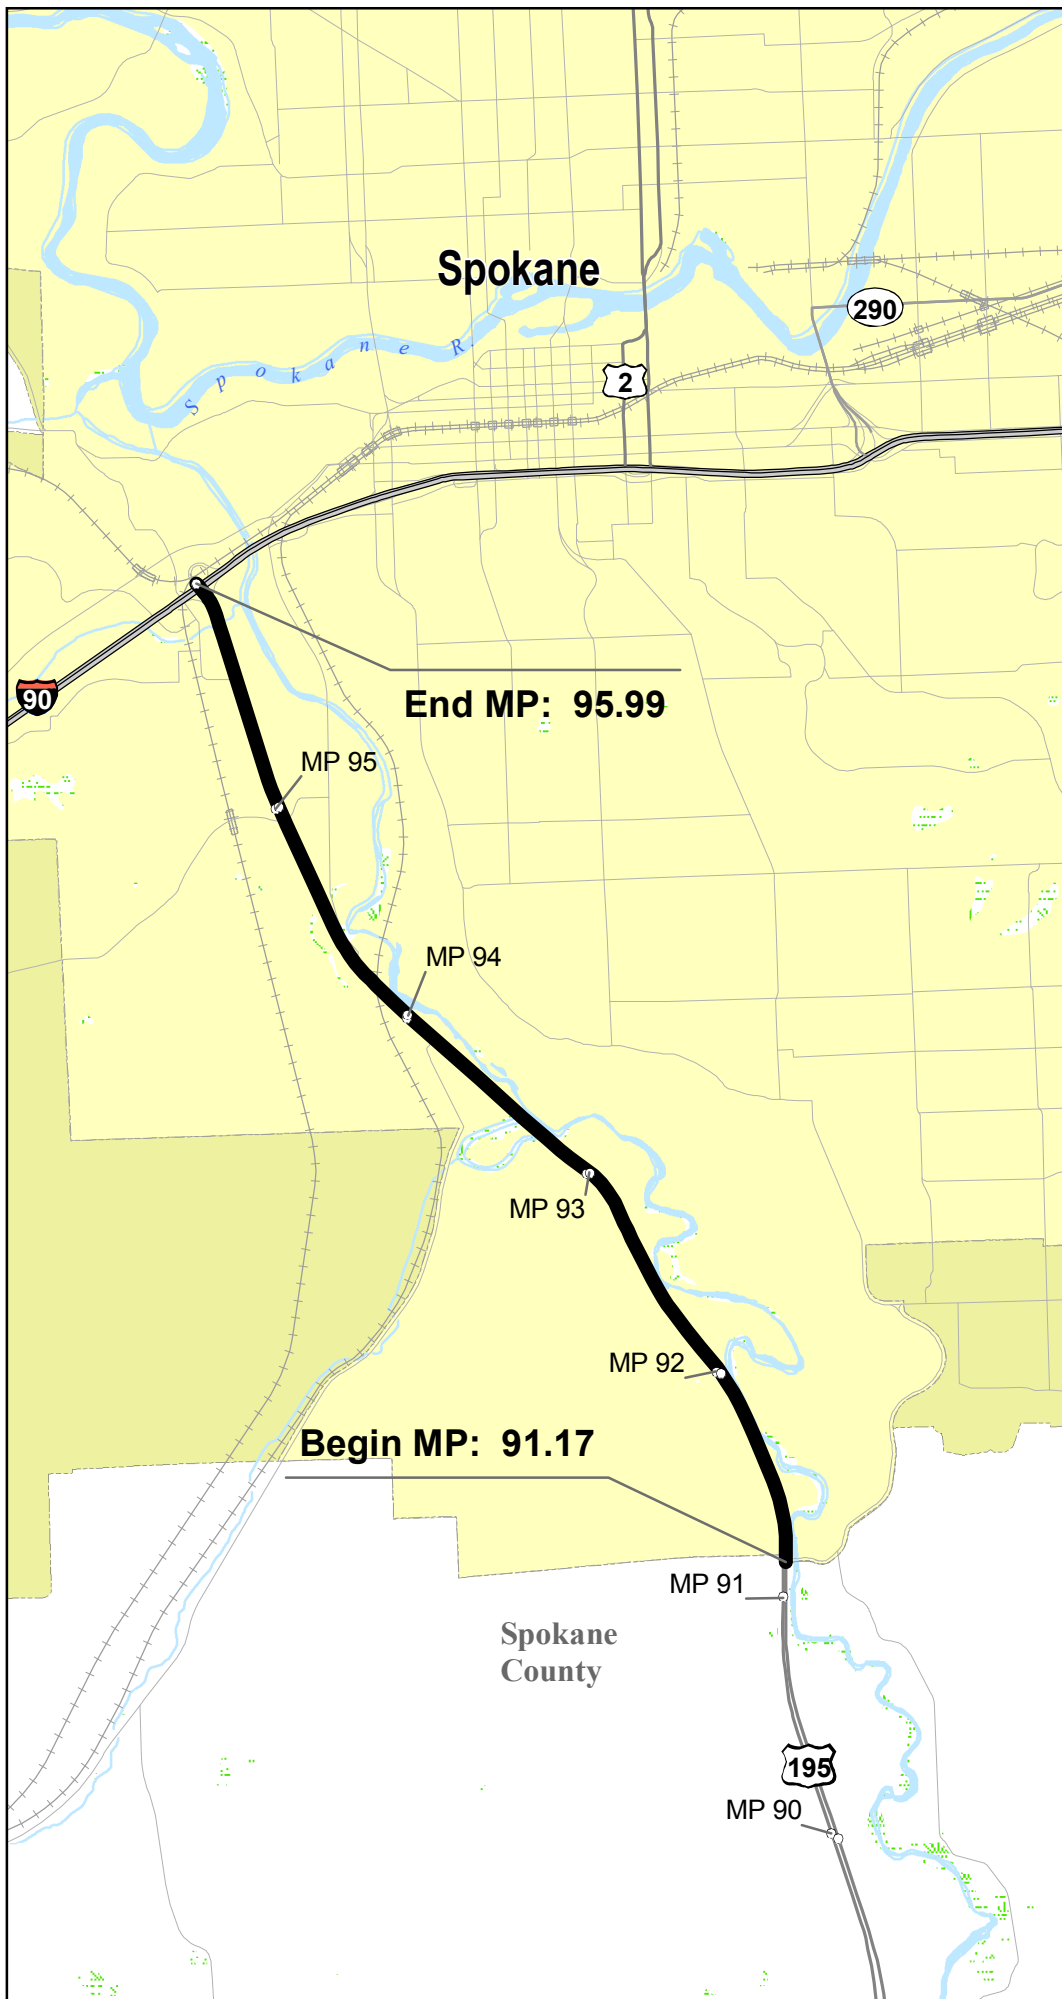 Spokane
290
Spokane R.
2
90
End MP: 95.99
MP 95
MP 94
MP 93
MP 92
Begin MP: 91.17
MP 91
Spokane
County
195
MP 90